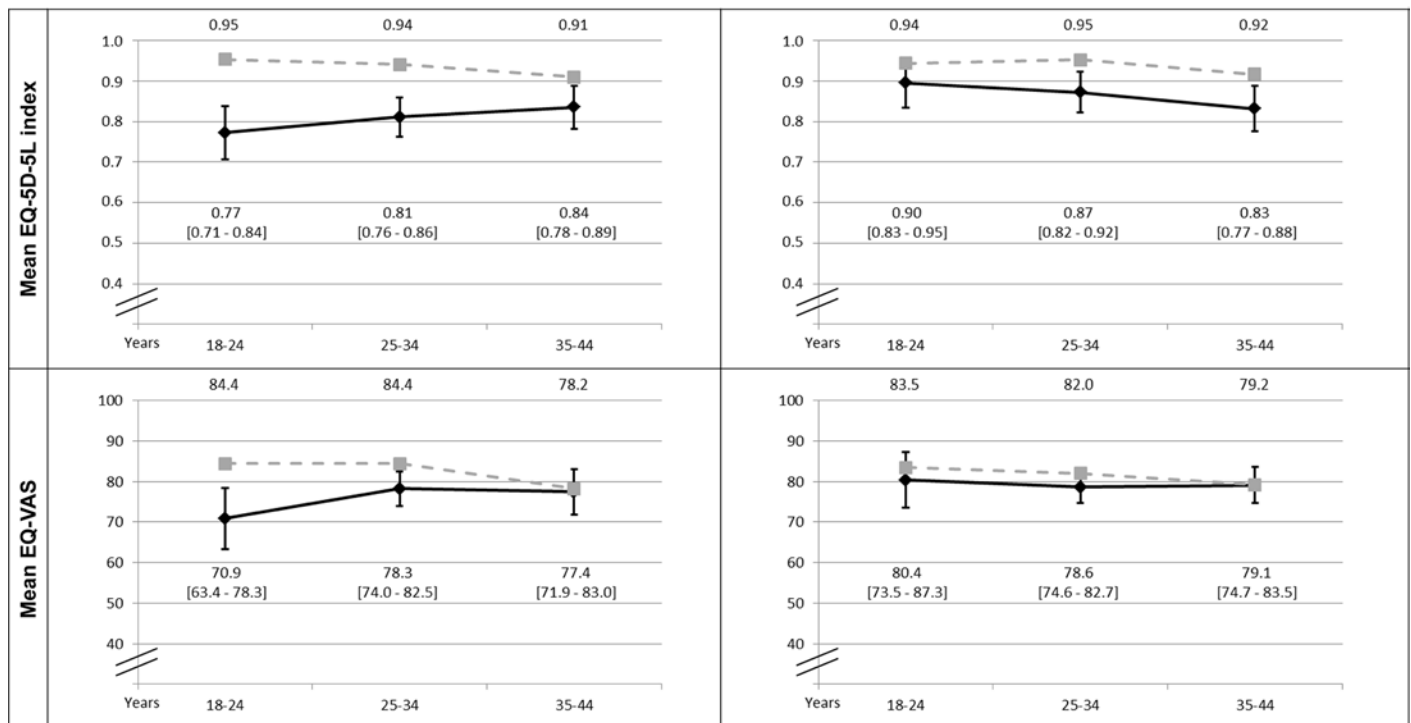 Mean EQ-5D-5L index
0.95 0.94 0.91
1.0
0.9
0.8
0.7
0.6
0.5
0.4
0.77 0.81 0.84
[0.71 - 0.84] [0.76 - 0.86] [0.78 - 0.89]
Years 18-24 25-34 35-44
0.94 0.95 0.92
1.0
0.9
0.8
0.7
0.6
0.5
0.4
0.90 0.87 0.83
[0.83 - 0.95] [0.82 - 0.92] [0.77 - 0.88]
Years 18-24 25-34 35-44
Mean EQ-VAS
84.4 84.4 78.2
100
90
80
70
60
50
40
70.9 78.3 77.4
[63.4 - 78.3] [74.0 - 82.5] [71.9 - 83.0]
Years 18-24 25-34 35-44
83.5 82.0 79.2
100
90
80
70
60
50
40
80.4 78.6 79.1
[73.5 - 87.3] [74.6 - 82.7] [74.7 - 83.5]
Years 18-24 25-34 35-44